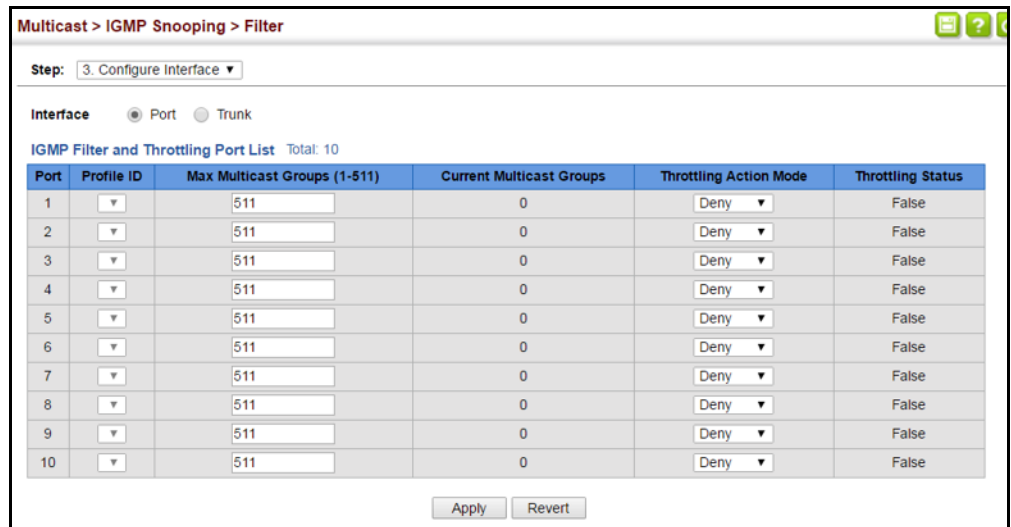 Multicast > IGMP Snooping > Filter
?
Step: 3. Configure Interface
Interface Port Trunk
IGMP Filter and Throttling Port List Total: 10
Port Profile ID Max Multicast Groups (1-511) Current Multicast Groups Throttling Action Mode Throttling Status
1 511 0 Deny False
2 511 0 Deny False
3 511 0 Deny False
4 511 0 Deny False
5 511 0 Deny False
6 511 0 Deny False
7 511 0 Deny False
8 511 0 Deny False
9 511 0 Deny False
10 511 0 Deny False
Apply Revert